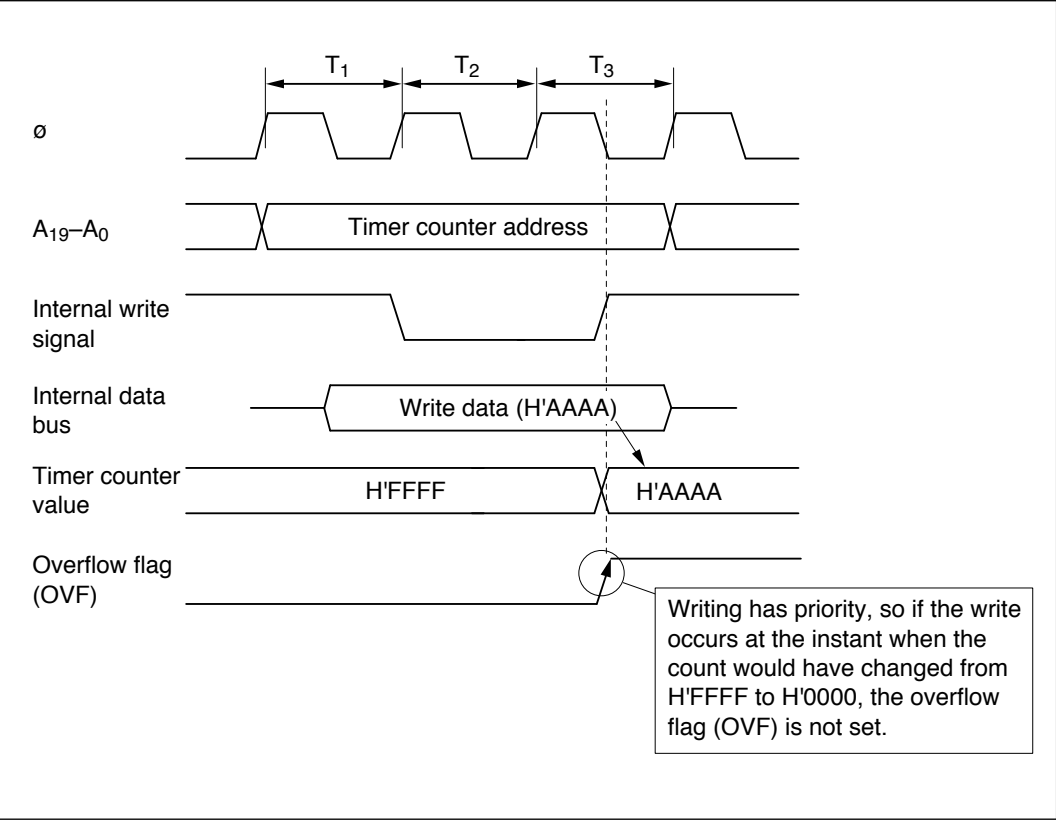 T₁ T₂ T₃
ø
A₁₉–A₀ Timer counter address
Internal write
signal
Internal data
bus
Write data (H'AAAA)
Timer counter
value
H'FFFF H'AAAA
Overflow flag
(OVF)
Writing has priority, so if the write
occurs at the instant when the
count would have changed from
H'FFFF to H'0000, the overflow
flag (OVF) is not set.